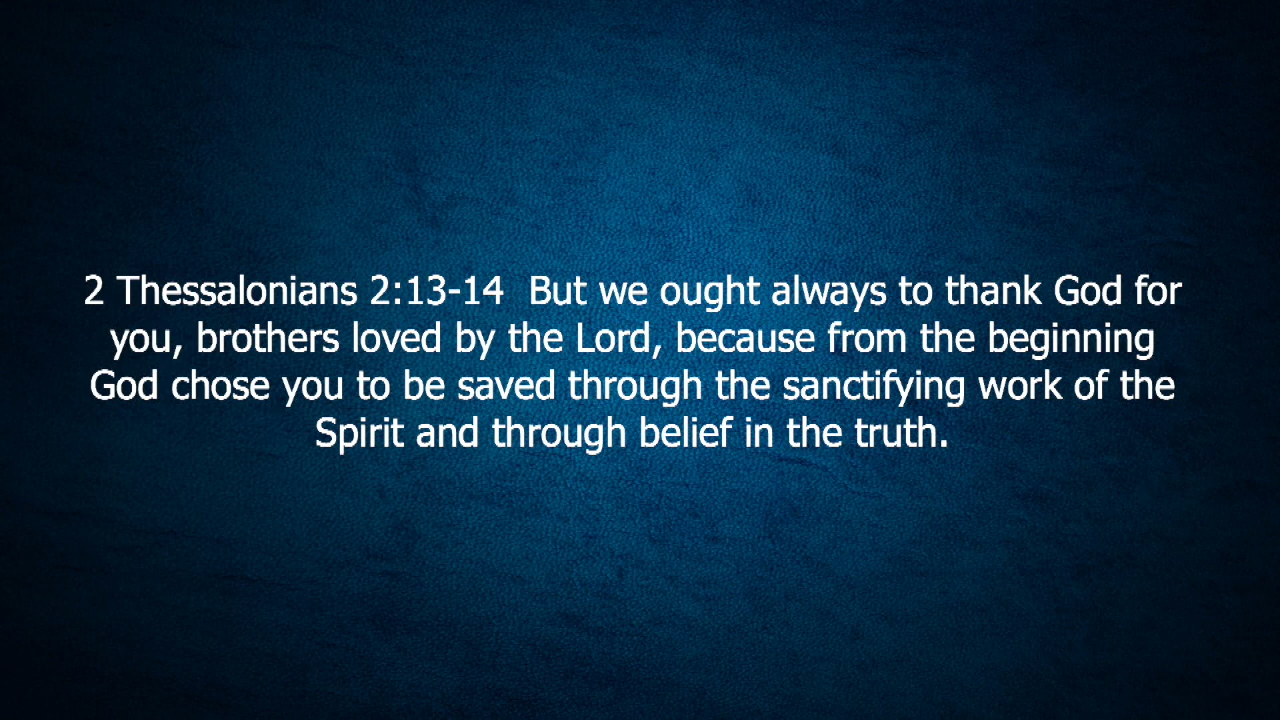 2 Thessalonians 2:13-14  But we ought always to thank God for
you, brothers loved by the Lord, because from the beginning
God chose you to be saved through the sanctifying work of the
Spirit and through belief in the truth.